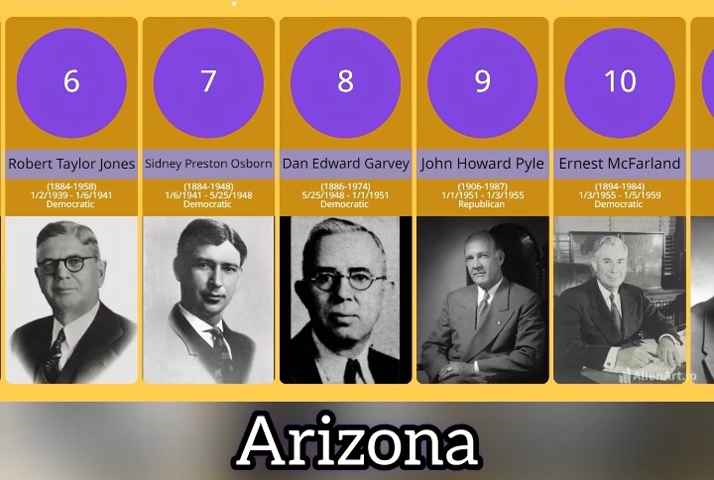 6
7
8
9
10
Robert Taylor Jones
Sidney Preston Osborn
Dan Edward Garvey
John Howard Pyle
Ernest McFarland
(1884-1958)
1/2/1939 - 1/6/1941
Democratic
(1884-1948)
1/6/1941 - 5/25/1948
Democratic
(1886-1974)
5/25/1948 - 1/1/1951
Democratic
(1906-1987)
1/1/1951 - 1/3/1955
Republican
(1894-1984)
1/3/1955 - 1/5/1959
Democratic
AlienArt.io
Arizona